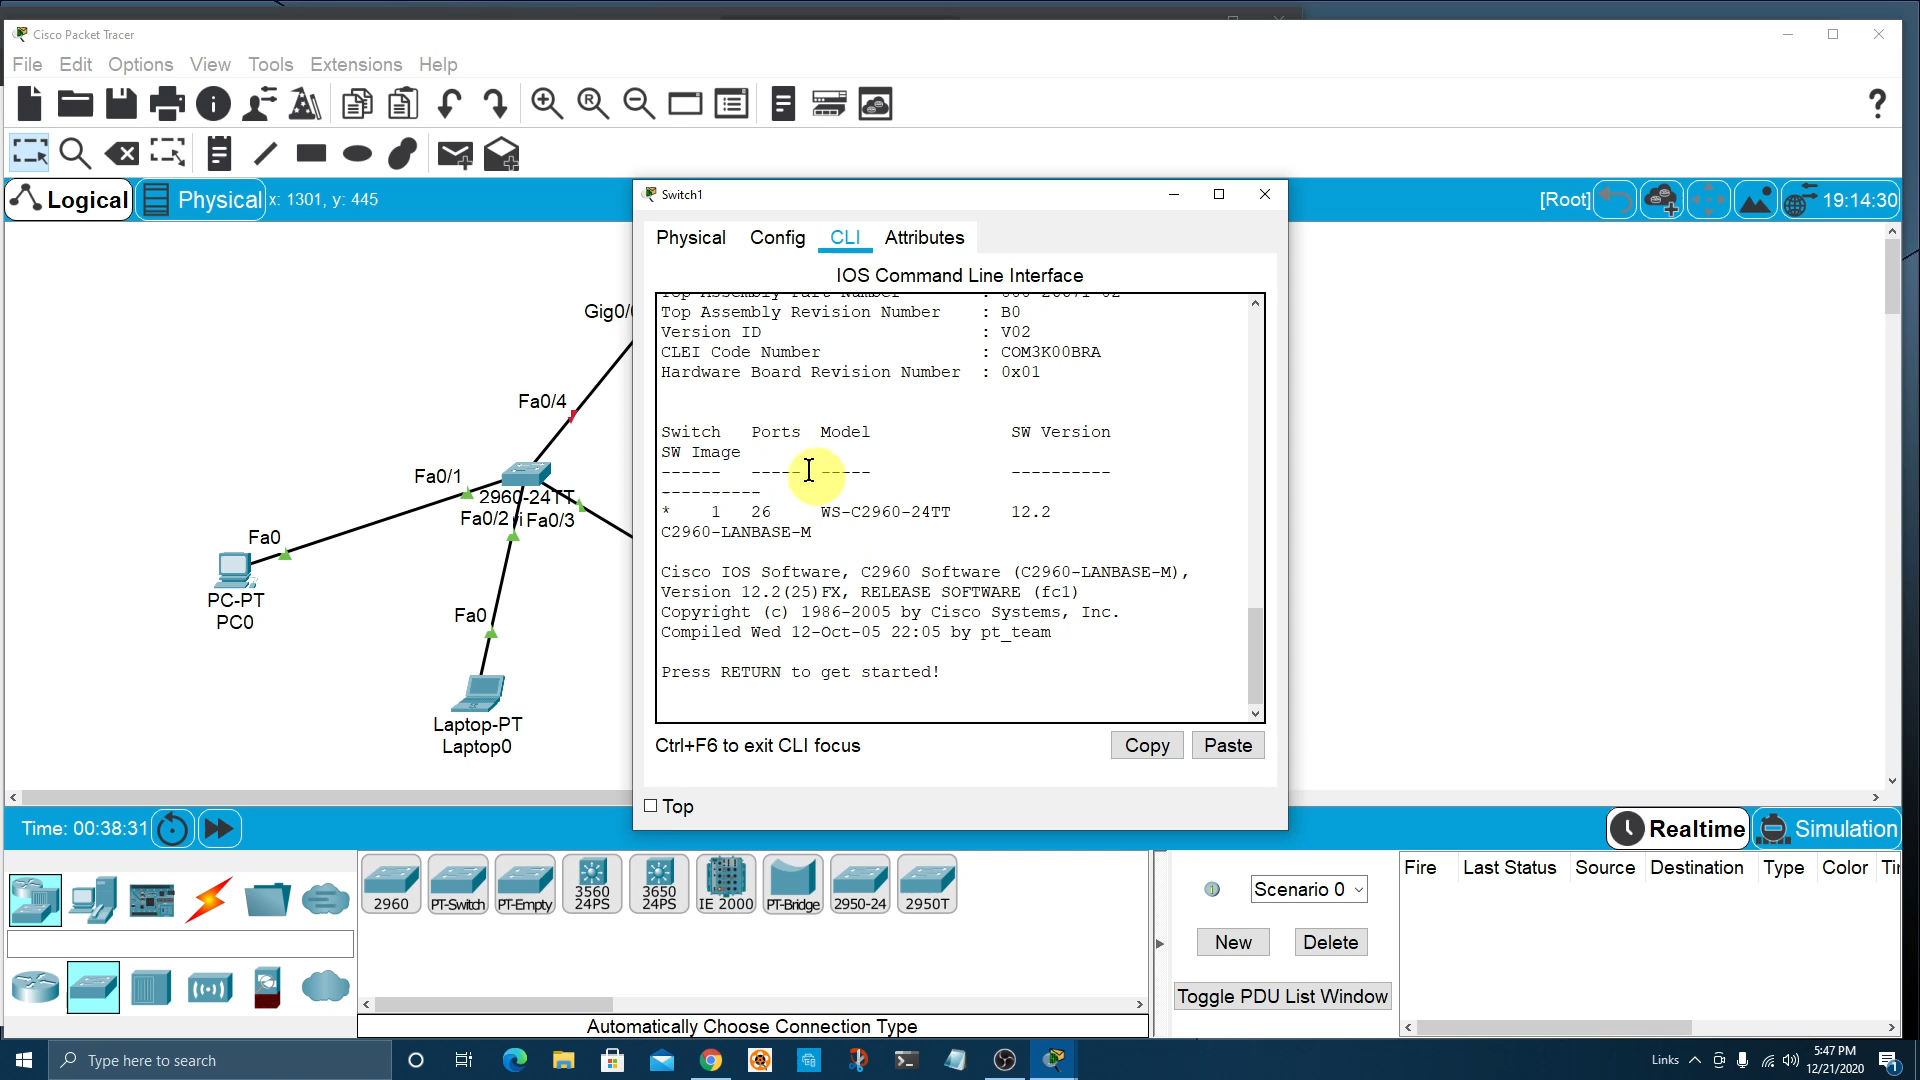 Cisco Packet Tracer
File Edit Options View Tools Extensions Help
Logical Physical x: 1301, y: 445
[Root] 19:14:30
Switch1
Physical Config CLI Attributes
IOS Command Line Interface
Top Assembly Revision Number : B0
Version ID : V02
CLEI Code Number : COM3K00BRA
Hardware Board Revision Number : 0x01
Switch Ports Model SW Version
SW Image
------ ----- ----- ----------
----------
* 1 26 WS-C2960-24TT 12.2
C2960-LANBASE-M
Cisco IOS Software, C2960 Software (C2960-LANBASE-M),
Version 12.2(25)FX, RELEASE SOFTWARE (fc1)
Copyright (c) 1986-2005 by Cisco Systems, Inc.
Compiled Wed 12-Oct-05 22:05 by pt_team
Press RETURN to get started!
Ctrl+F6 to exit CLI focus
Copy Paste
Top
Gig0/
Fa0/4
Fa0/1
2960-24TT
Fa0/2 Fa0/3
Fa0
PC-PT
PC0
Fa0
Laptop-PT
Laptop0
Time: 00:38:31
Realtime Simulation
2960 PT-Switch PT-Empty 3560 24PS 3650 24PS IE 2000 PT-Bridge 2950-24 2950T
Automatically Choose Connection Type
Scenario 0
New Delete
Toggle PDU List Window
Fire Last Status Source Destination Type Color
Type here to search
Links
5:47 PM
12/21/2020
1